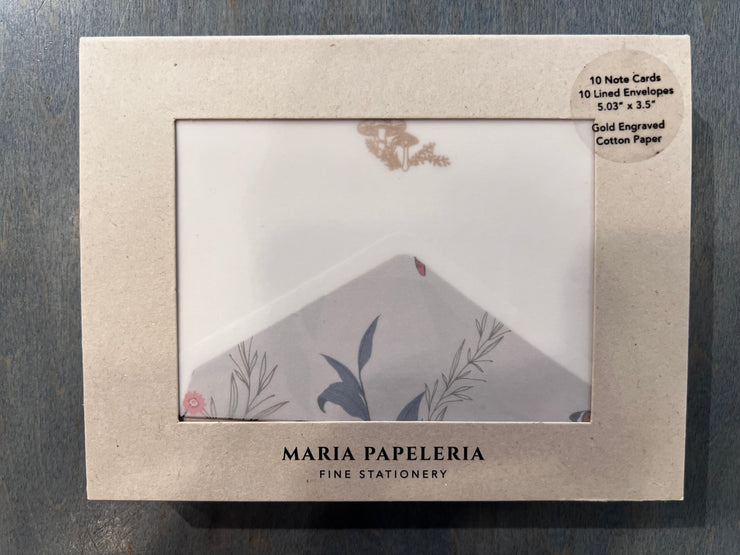 10 Note Cards
10 Lined Envelopes
5.03" x 3.5"
Gold Engraved
Cotton Paper
MARIA PAPELERIA
FINE STATIONERY